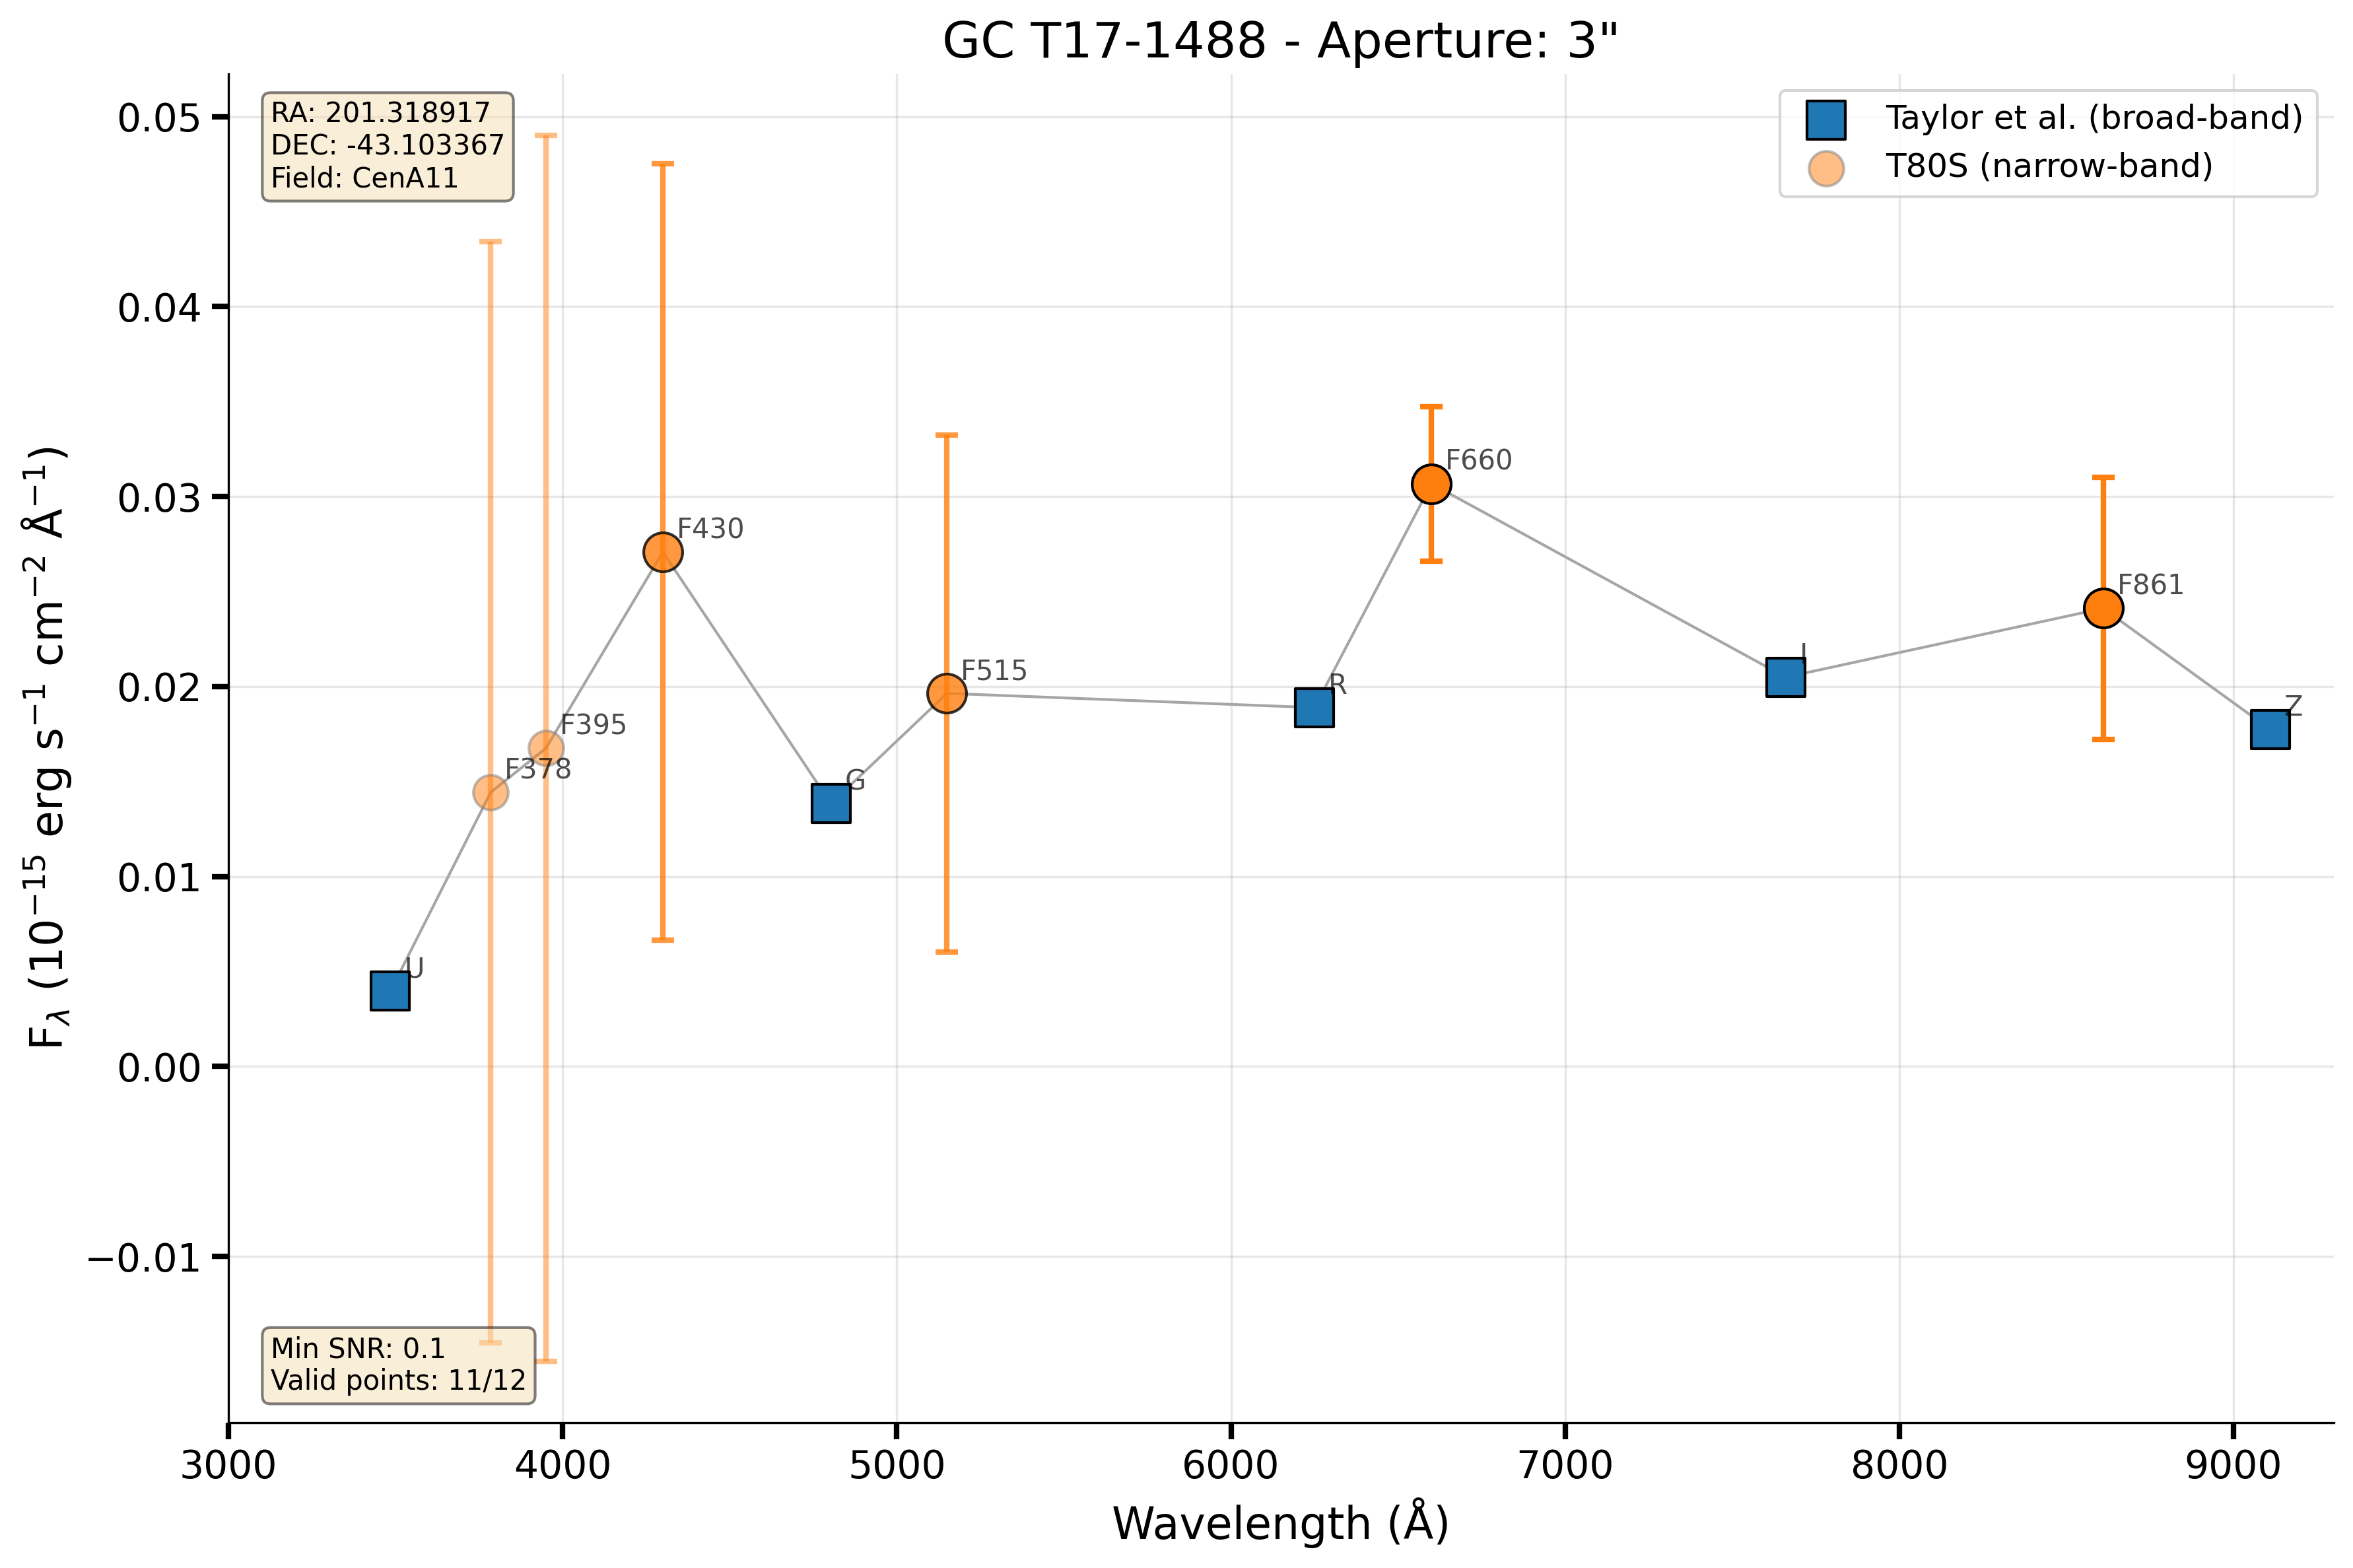 GC T17-1488 - Aperture: 3"
RA: 201.318917
DEC: -43.103367
Field: CenA11
Taylor et al. (broad-band)
T80S (narrow-band)
0.05
0.04
0.03
0.02
0.01
0.00
−0.01
F$_λ$ (10$^{−15}$ erg s$^{−1}$ cm$^{−2}$ Å$^{−1}$)
U
F378
F395
F430
G
F515
R
F660
I
F861
Z
Min SNR: 0.1
Valid points: 11/12
3000
4000
5000
6000
7000
8000
9000
Wavelength (Å)